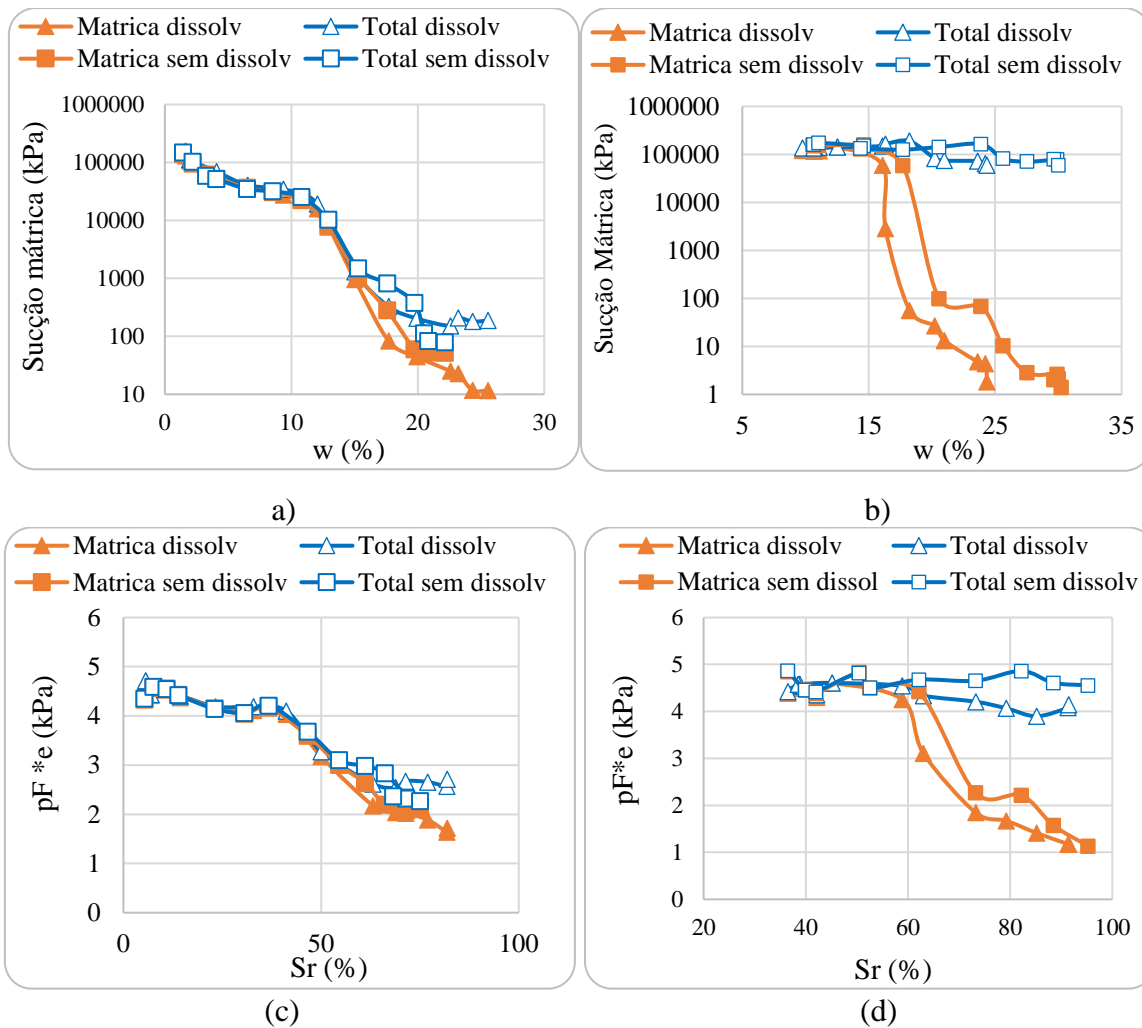 Matrica dissolv Total dissolv
Matrica sem dissolv Total sem dissolv
Sucção mátrica (kPa)
1000000
100000
10000
1000
100
10
0 10 20 30
w (%)
a)
Matrica dissolv Total dissolv
Matrica sem dissolv Total sem dissolv
Sucção Mátrica (kPa)
1000000
100000
10000
1000
100
10
1
5 15 25 35
w (%)
b)
Matrica dissolv Total dissolv
Matrica sem dissolv Total sem dissolv
pF *e (kPa)
6
5
4
3
2
1
0
0 50 100
Sr (%)
(c)
Matrica dissolv Total dissolv
Matrica sem dissol Total sem dissolv
pF*e (kPa)
6
5
4
3
2
1
0
20 40 60 80 100
Sr (%)
(d)